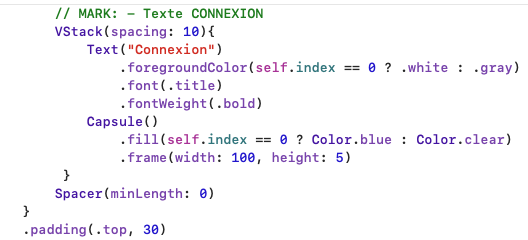 // MARK: - Texte CONNEXION
VStack(spacing: 10){
Text("Connexion")
.foregroundColor(self.index == 0 ? .white : .gray)
.font(.title)
.fontWeight(.bold)
Capsule()
.fill(self.index == 0 ? Color.blue : Color.clear)
.frame(width: 100, height: 5)
}
Spacer(minLength: 0)
}
.padding(.top, 30)